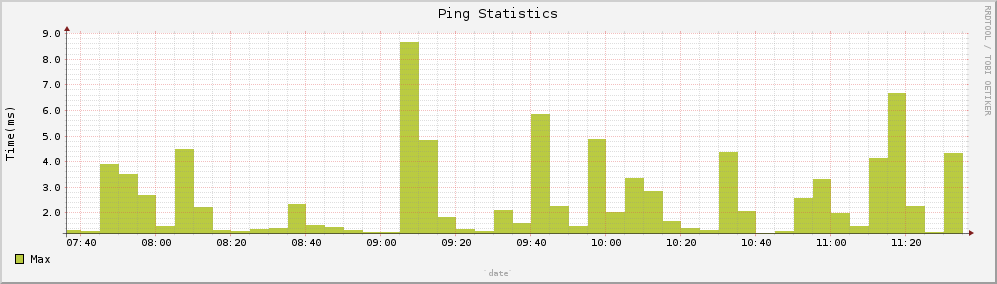 Ping Statistics
RRDTOOL / TOBI OETIKER
Time(ms)
9.0
8.0
7.0
6.0
5.0
4.0
3.0
2.0
07:40 08:00 08:20 08:40 09:00 09:20 09:40 10:00 10:20 10:40 11:00 11:20
Max
`date`